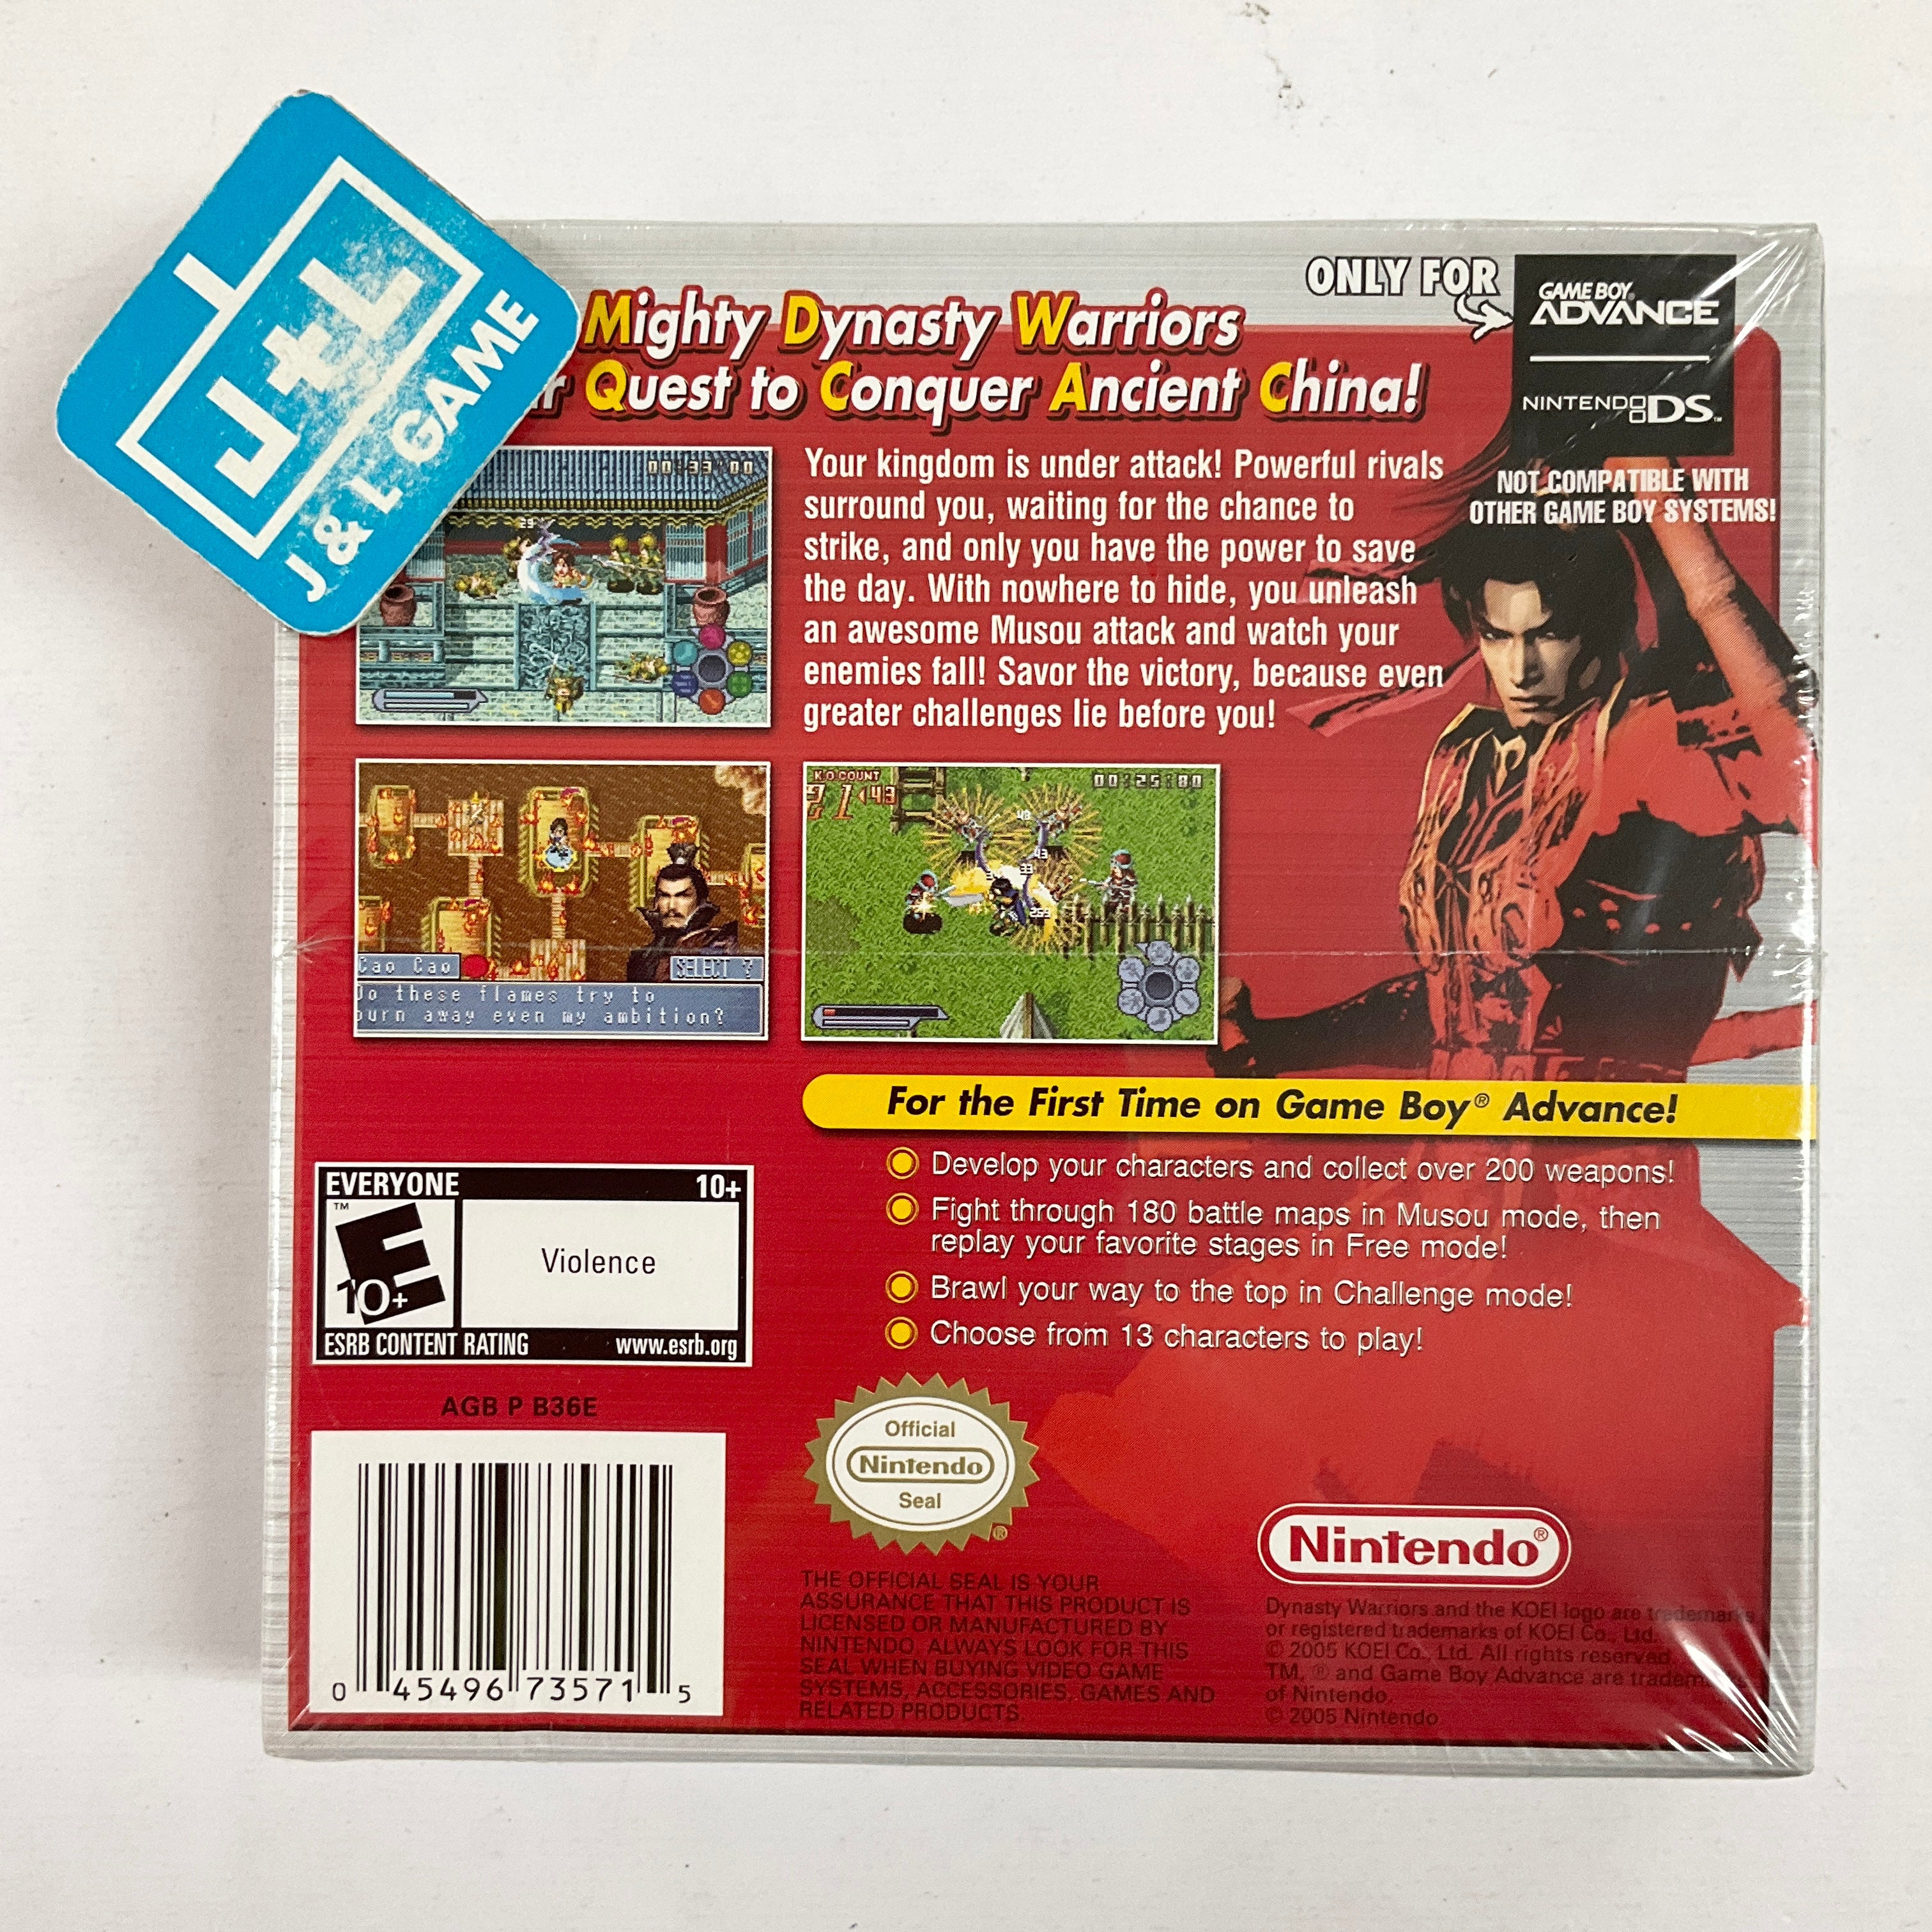 J+L
J & L GAME
Mighty Dynasty Warriors
Quest to Conquer Ancient China!
ONLY FOR
GAME BOY ADVANCE
NINTENDO DS™
NOT COMPATIBLE WITH
OTHER GAME BOY SYSTEMS!
Your kingdom is under attack! Powerful rivals
surround you, waiting for the chance to
strike, and only you have the power to save
the day. With nowhere to hide, you unleash
an awesome Musou attack and watch your
enemies fall! Savor the victory, because even
greater challenges lie before you!
00:33:00
29
Cao Cao
SELECT ?
Do these flames try to
burn away even my ambition?
K.O.COUNT
21 43
00:25:80
48
43
33
253
For the First Time on Game Boy® Advance!
Develop your characters and collect over 200 weapons!
Fight through 180 battle maps in Musou mode, then
replay your favorite stages in Free mode!
Brawl your way to the top in Challenge mode!
Choose from 13 characters to play!
EVERYONE 10+
™
E
10+
Violence
ESRB CONTENT RATING www.esrb.org
AGB P B36E
0 45496 73571 5
Official
Nintendo
Seal
®
THE OFFICIAL SEAL IS YOUR
ASSURANCE THAT THIS PRODUCT IS
LICENSED OR MANUFACTURED BY
NINTENDO. ALWAYS LOOK FOR THIS
SEAL WHEN BUYING VIDEO GAME
SYSTEMS, ACCESSORIES, GAMES AND
RELATED PRODUCTS.
Nintendo®
Dynasty Warriors and the KOEI logo are trademarks
or registered trademarks of KOEI Co., Ltd.
© 2005 KOEI Co., Ltd. All rights reserved.
TM, ® and Game Boy Advance are
of Nintendo.
© 2005 Nintendo